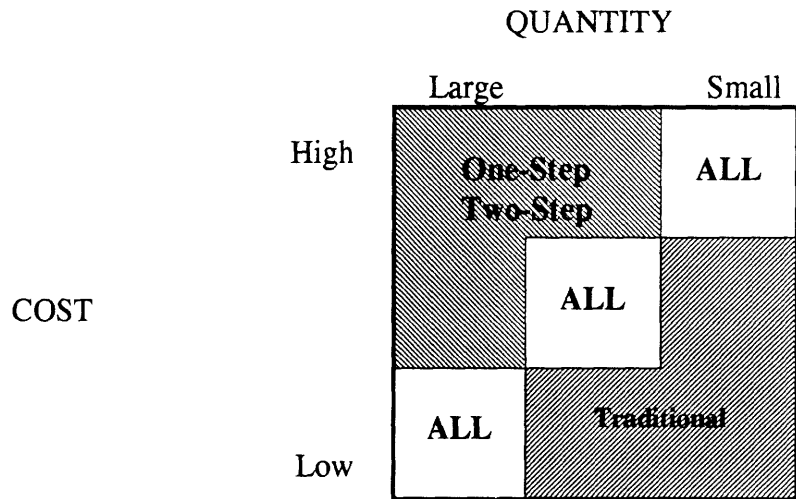 QUANTITY
Large Small
High
One-Step
Two-Step
ALL
COST
ALL
ALL
Traditional
Low